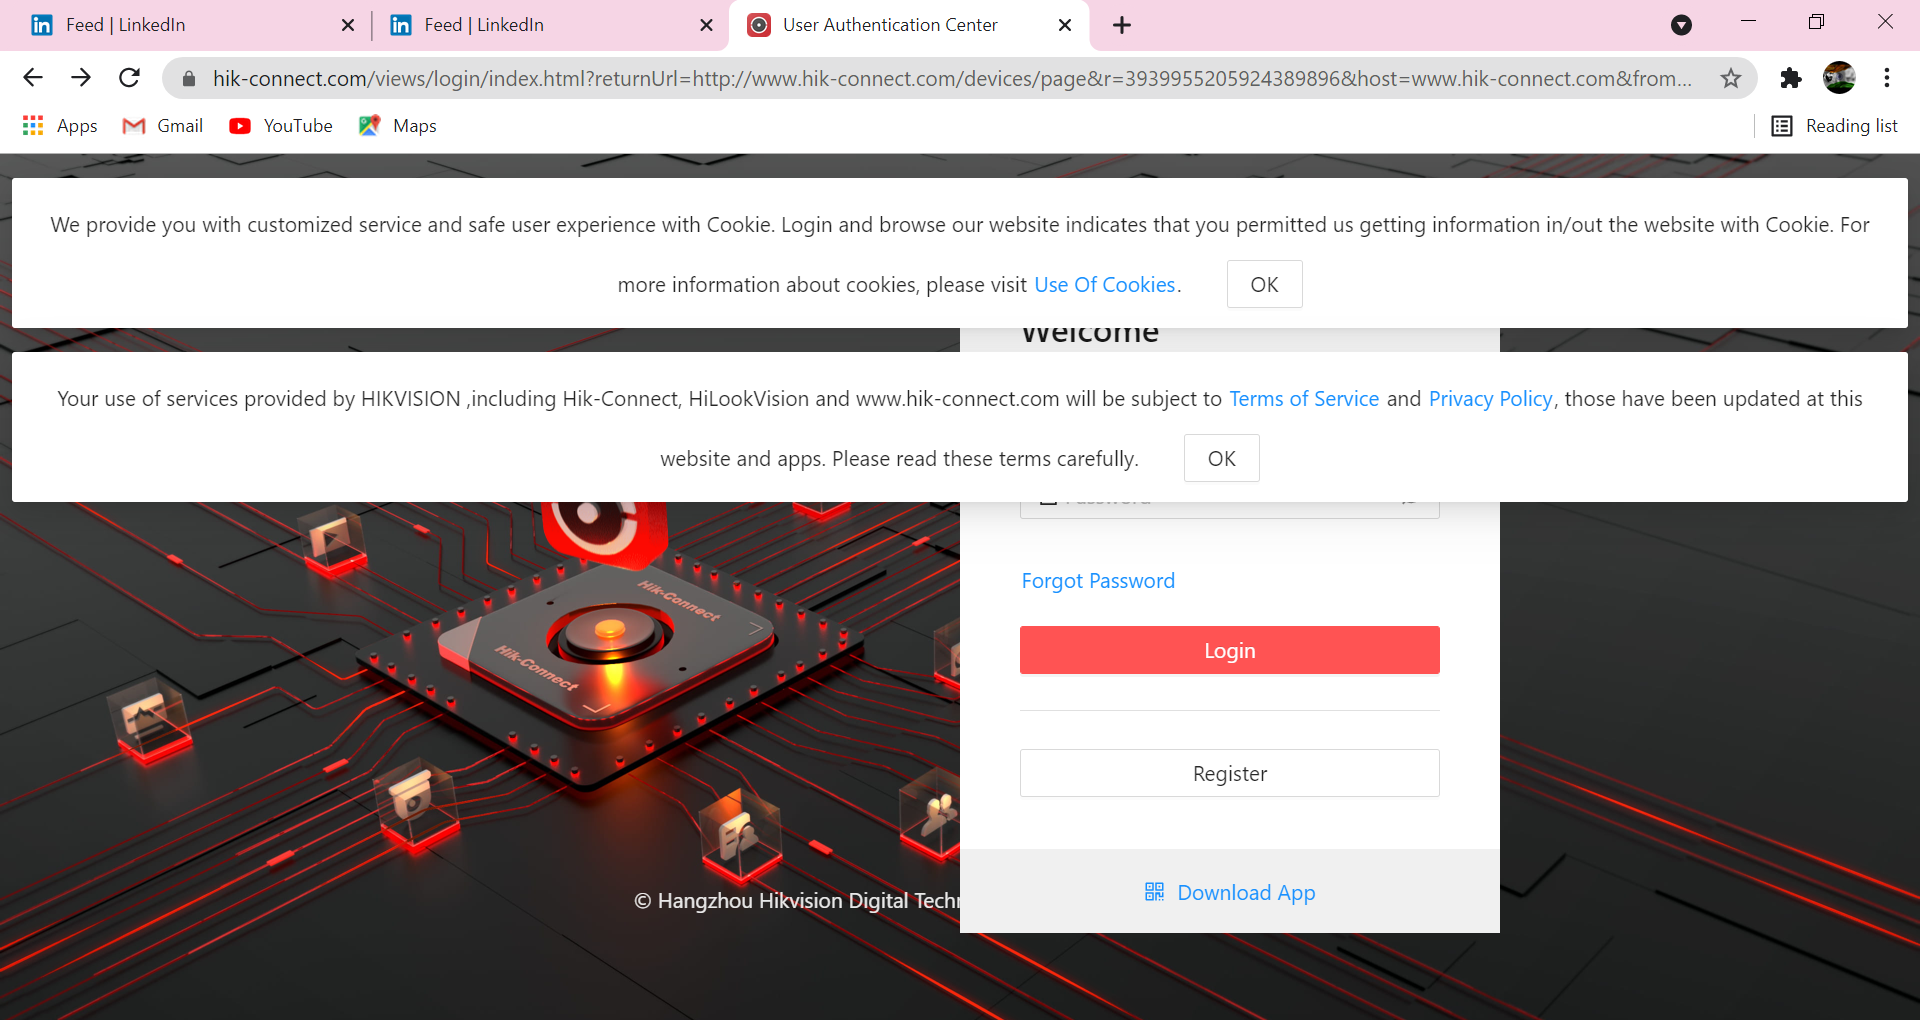 Feed | LinkedIn
Feed | LinkedIn
User Authentication Center
hik-connect.com/views/login/index.html?returnUrl=http://www.hik-connect.com/devices/page&r=3939955205924389896&host=www.hik-connect.com&from...
Apps
Gmail
YouTube
Maps
Reading list
We provide you with customized service and safe user experience with Cookie. Login and browse our website indicates that you permitted us getting information in/out the website with Cookie. For
more information about cookies, please visit Use Of Cookies.
OK
Welcome
Your use of services provided by HIKVISION ,including Hik-Connect, HiLookVision and www.hik-connect.com will be subject to Terms of Service and Privacy Policy, those have been updated at this
website and apps. Please read these terms carefully.
OK
Password
Forgot Password
Hik-Connect
Hik-Connect
Login
Register
© Hangzhou Hikvision Digital Techn
Download App